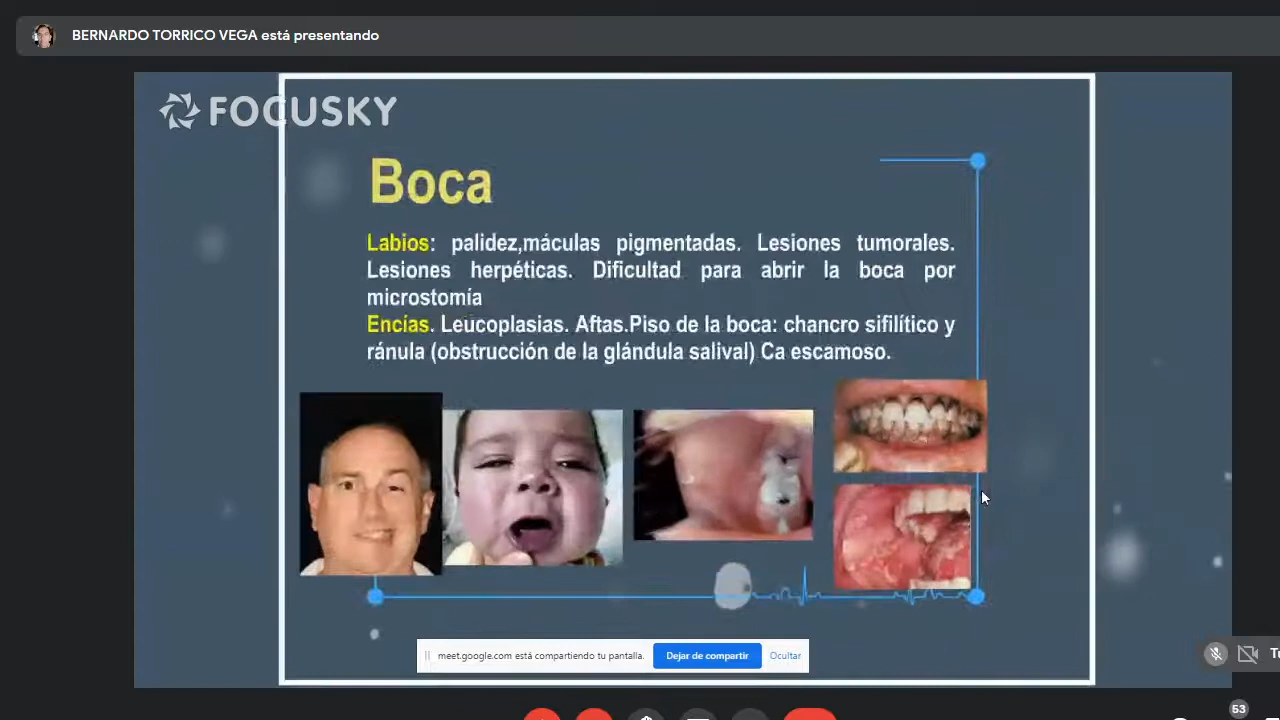 BERNARDO TORRICO VEGA está presentando
FOCUSKY
Boca
Labios: palidez,máculas pigmentadas. Lesiones tumorales.
Lesiones herpéticas. Dificultad para abrir la boca por
microstomía
Encías. Leucoplasias. Aftas.Piso de la boca: chancro sifilítico y
ránula (obstrucción de la glándula salival) Ca escamoso.
meet.google.com está compartiendo tu pantalla. Dejar de compartir Ocultar
53